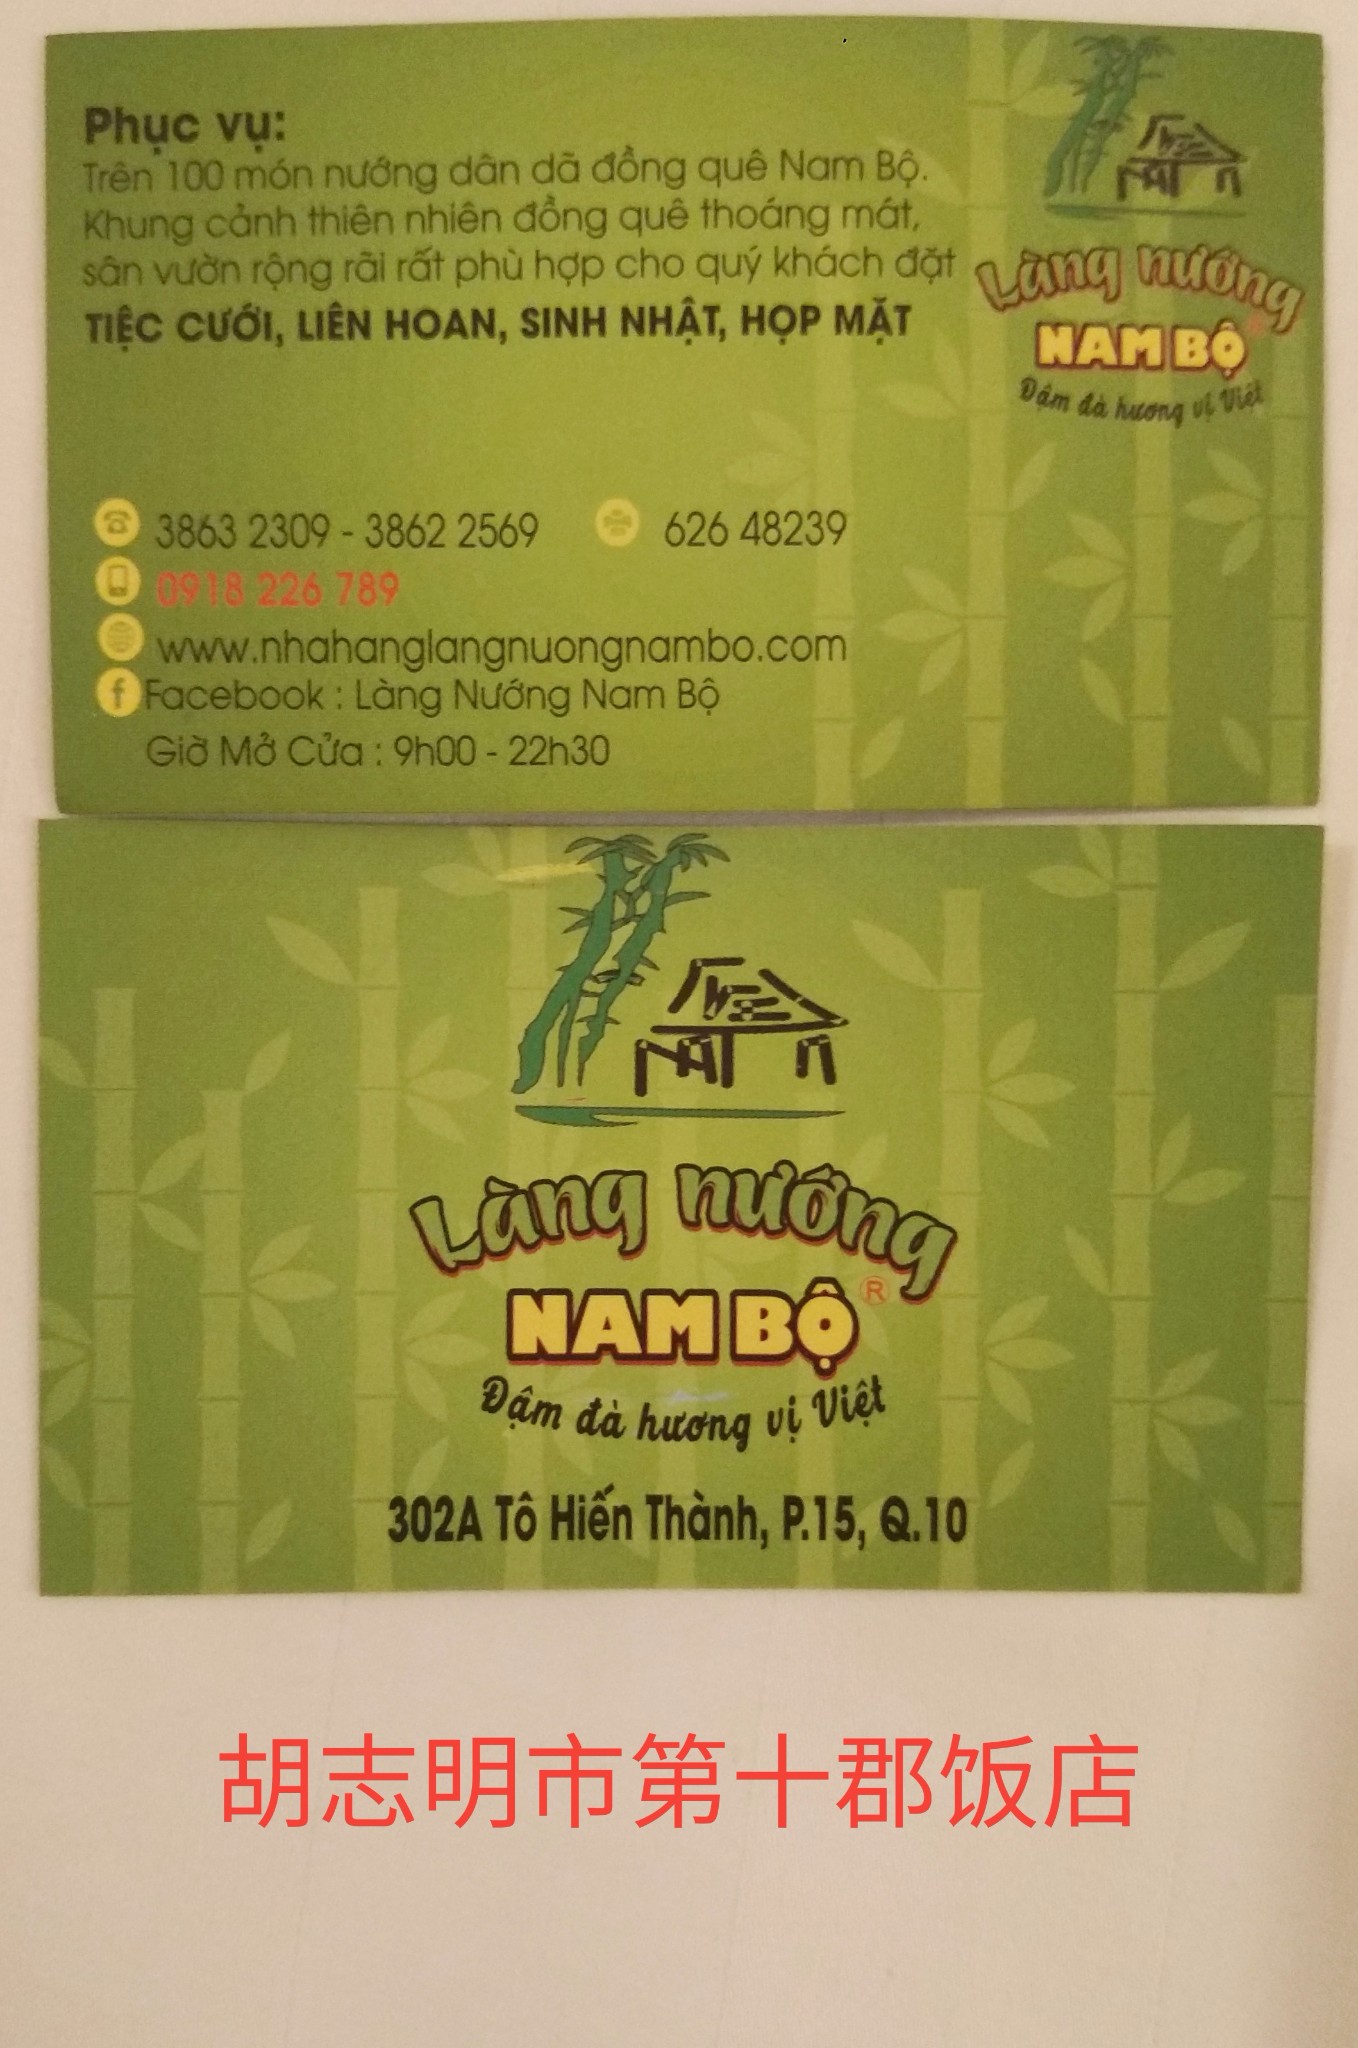 Phục vụ:
Trên 100 món nướng dân dã đồng quê Nam Bộ.
Khung cảnh thiên nhiên đồng quê thoáng mát,
sân vườn rộng rãi rất phù hợp cho quý khách đặt
TIỆC CƯỚI, LIÊN HOAN, SINH NHẬT, HỌP MẶT
Làng nướng
NAM BỘ
Đậm đà hương vị Việt
3863 2309 - 3862 2569 626 48239
0918 226 789
www.nhahanglangnuongnambo.com
f Facebook : Làng Nướng Nam Bộ
Giờ Mở Cửa : 9h00 - 22h30
Làng nướng
NAM BỘ ®
Đậm đà hương vị Việt
302A Tô Hiến Thành, P.15, Q.10
胡志明市第十郡饭店